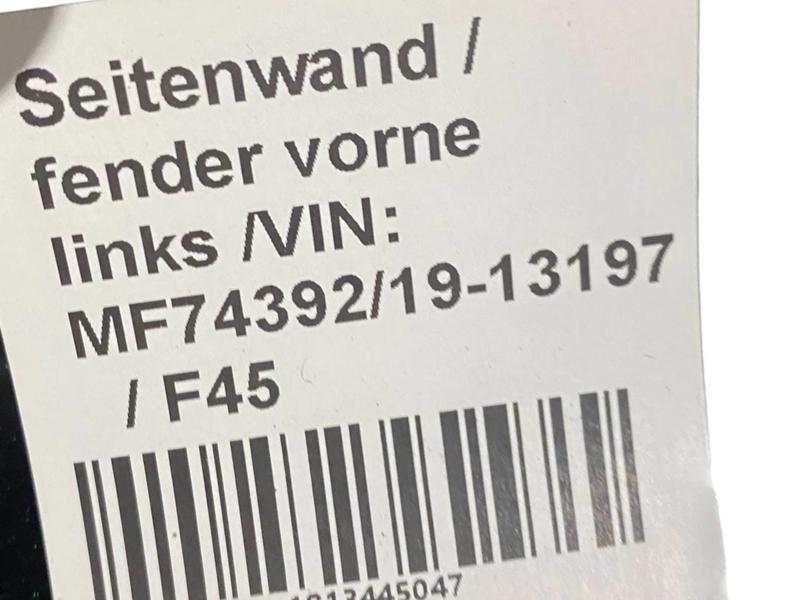 Seitenwand /
fender vorne
links /VIN:
MF74392/19-13197
/ F45